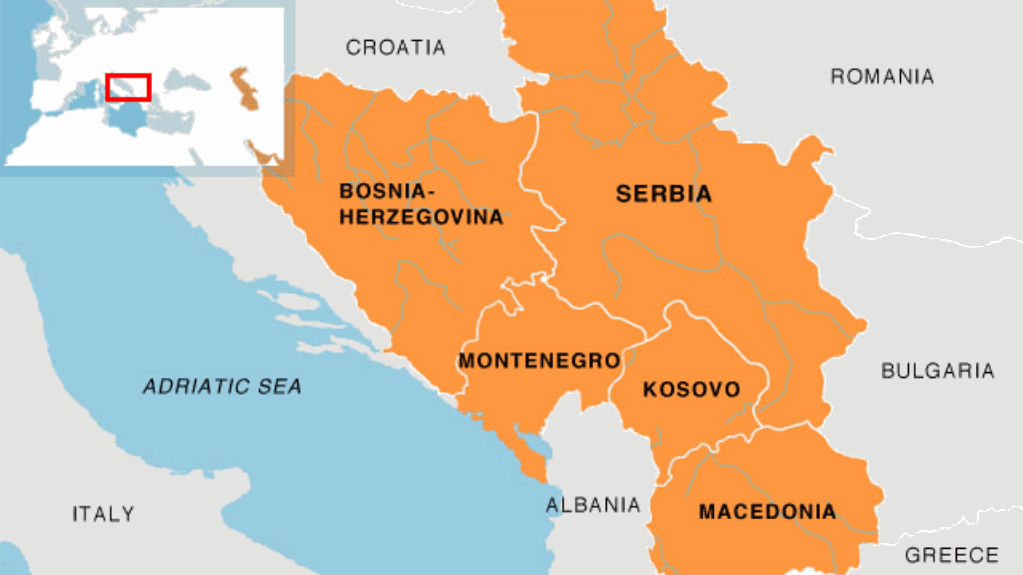 CROATIA
ROMANIA
BOSNIA-
HERZEGOVINA
SERBIA
MONTENEGRO
KOSOVO
BULGARIA
ADRIATIC SEA
ITALY
ALBANIA
MACEDONIA
GREECE